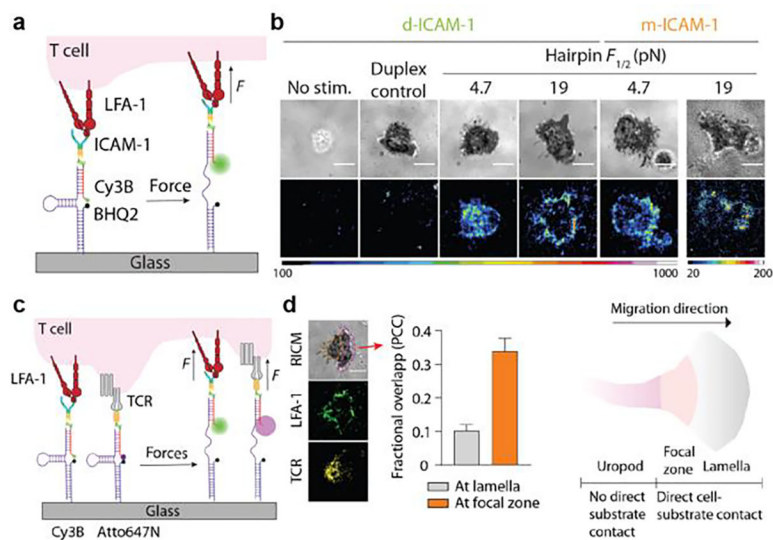 a
T cell
LFA-1
ICAM-1
Cy3B
BHQ2
Force
F
Glass
b
d-ICAM-1
m-ICAM-1
Hairpin F1/2 (pN)
No stim.
Duplex
control
4.7
19
4.7
19
100
1000
20
200
c
T cell
LFA-1
TCR
F
F
Forces
Glass
Cy3B
Atto647N
d
RICM
LFA-1
TCR
Fractional overlapp (PCC)
0.4
0.3
0.2
0.1
0
At lamella
At focal zone
Migration direction
Uropod
Focal
zone
Lamella
No direct
substrate
contact
Direct cell-
substrate contact